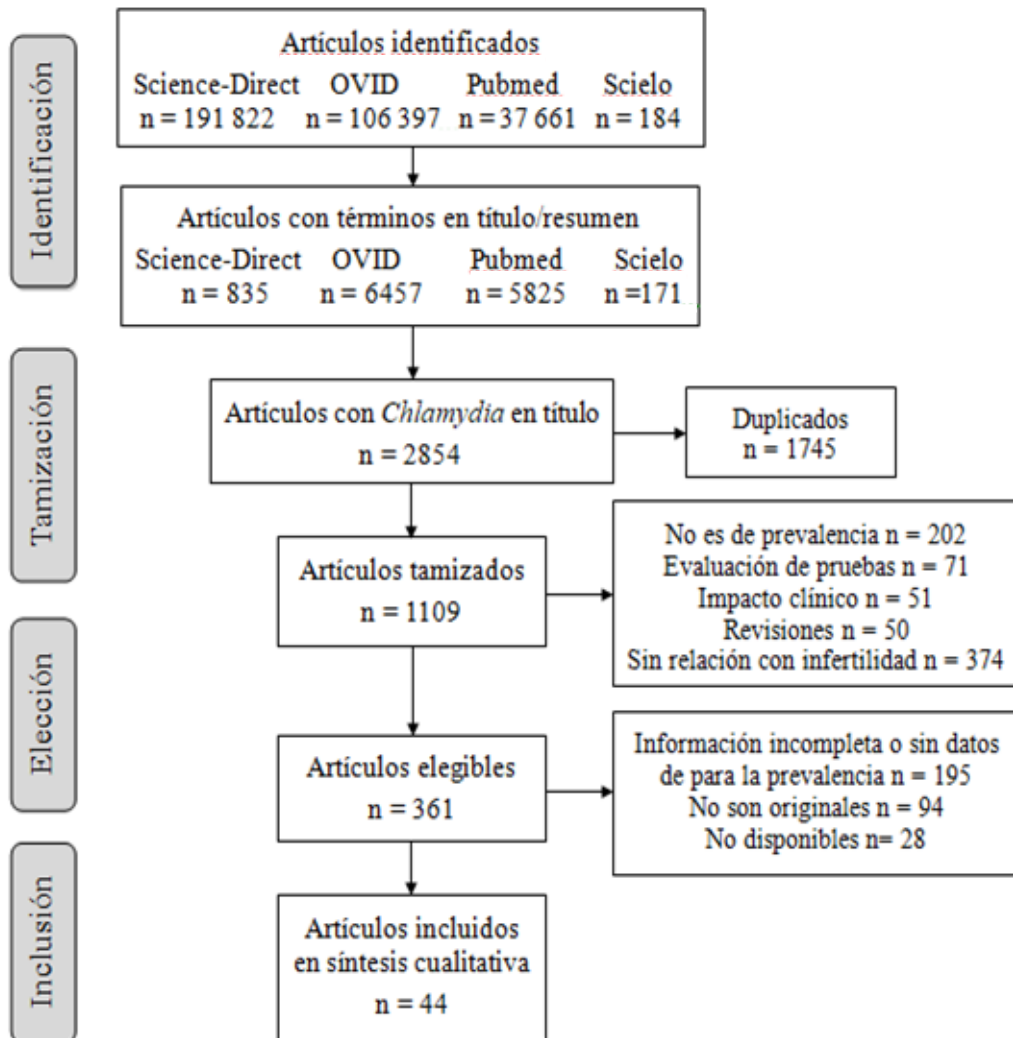 Identificación
Artículos identificados
Science-Direct OVID Pubmed Scielo
n = 191 822 n = 106 397 n = 37 661 n = 184
Artículos con términos en título/resumen
Science-Direct OVID Pubmed Scielo
n = 835 n = 6457 n = 5825 n =171
Tamización
Artículos con Chlamydia en título
n = 2854
Duplicados
n = 1745
Artículos tamizados
n = 1109
No es de prevalencia n = 202
Evaluación de pruebas n = 71
Impacto clínico n = 51
Revisiones n = 50
Sin relación con infertilidad n = 374
Elección
Artículos elegibles
n = 361
Información incompleta o sin datos
de para la prevalencia n = 195
No son originales n = 94
No disponibles n= 28
Inclusión
Artículos incluidos
en síntesis cualitativa
n = 44